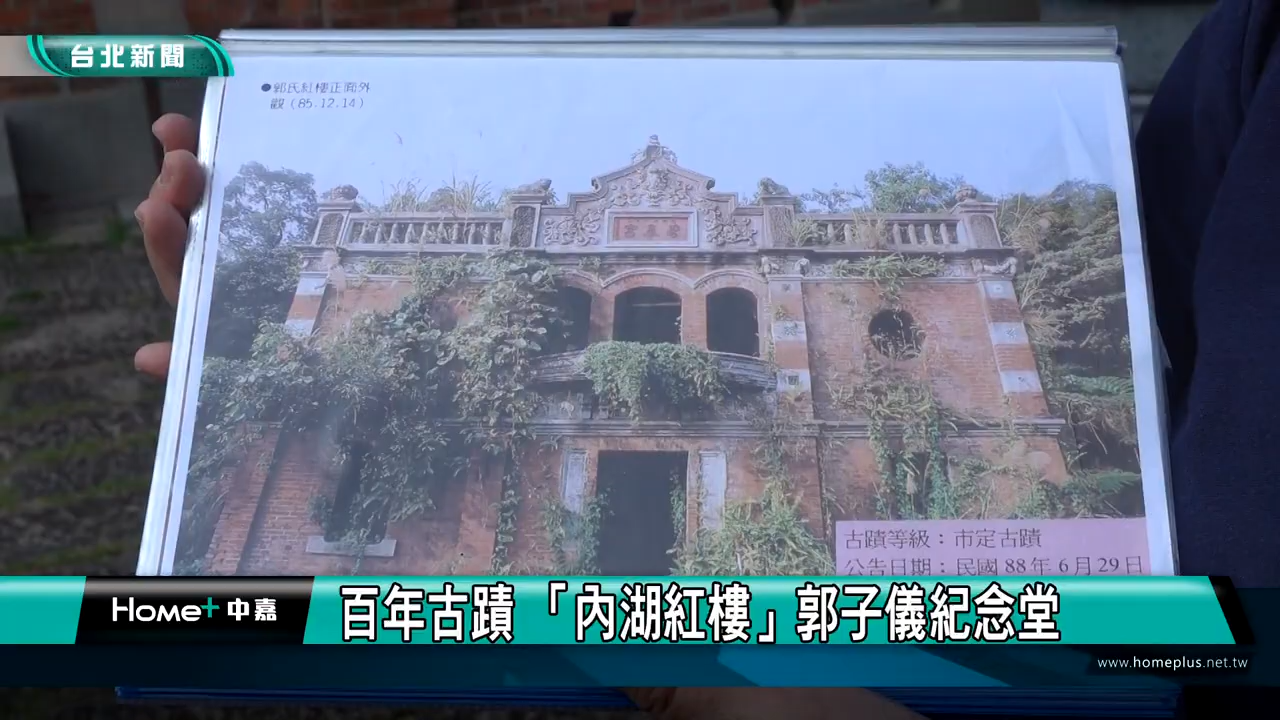 台北新聞
●郭氏紅樓正面外
觀（85.12.14）
古蹟等級：市定古蹟
公告日期：民國88年6月29日
Home+ 中嘉
百年古蹟「內湖紅樓」郭子儀紀念堂
www.homeplus.net.tw